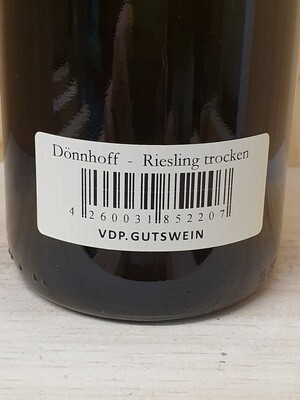 Dönnhoff - Riesling trocken
4 260031 852207
VDP.GUTSWEIN